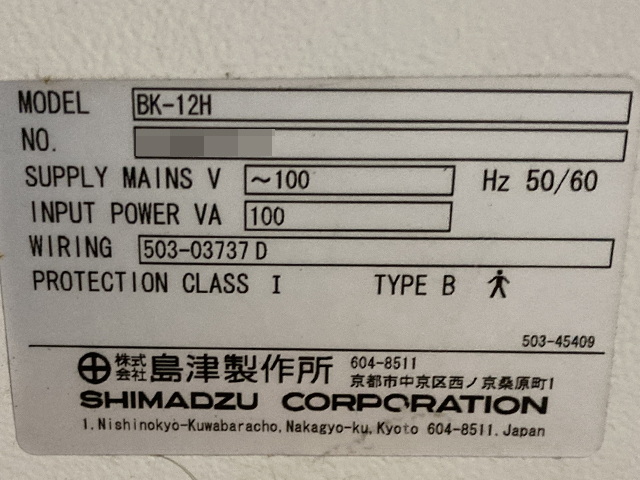 MODEL BK-12H
NO.
SUPPLY MAINS V ~100 Hz 50/60
INPUT POWER VA 100
WIRING 503-03737 D
PROTECTION CLASS I TYPE B
503-45409
株式会社 島津製作所 604-8511
京都市中京区西ノ京桑原町1
SHIMADZU CORPORATION
1.Nishinokyo-Kuwabaracho,Nakagyo-ku,Kyoto 604-8511.Japan